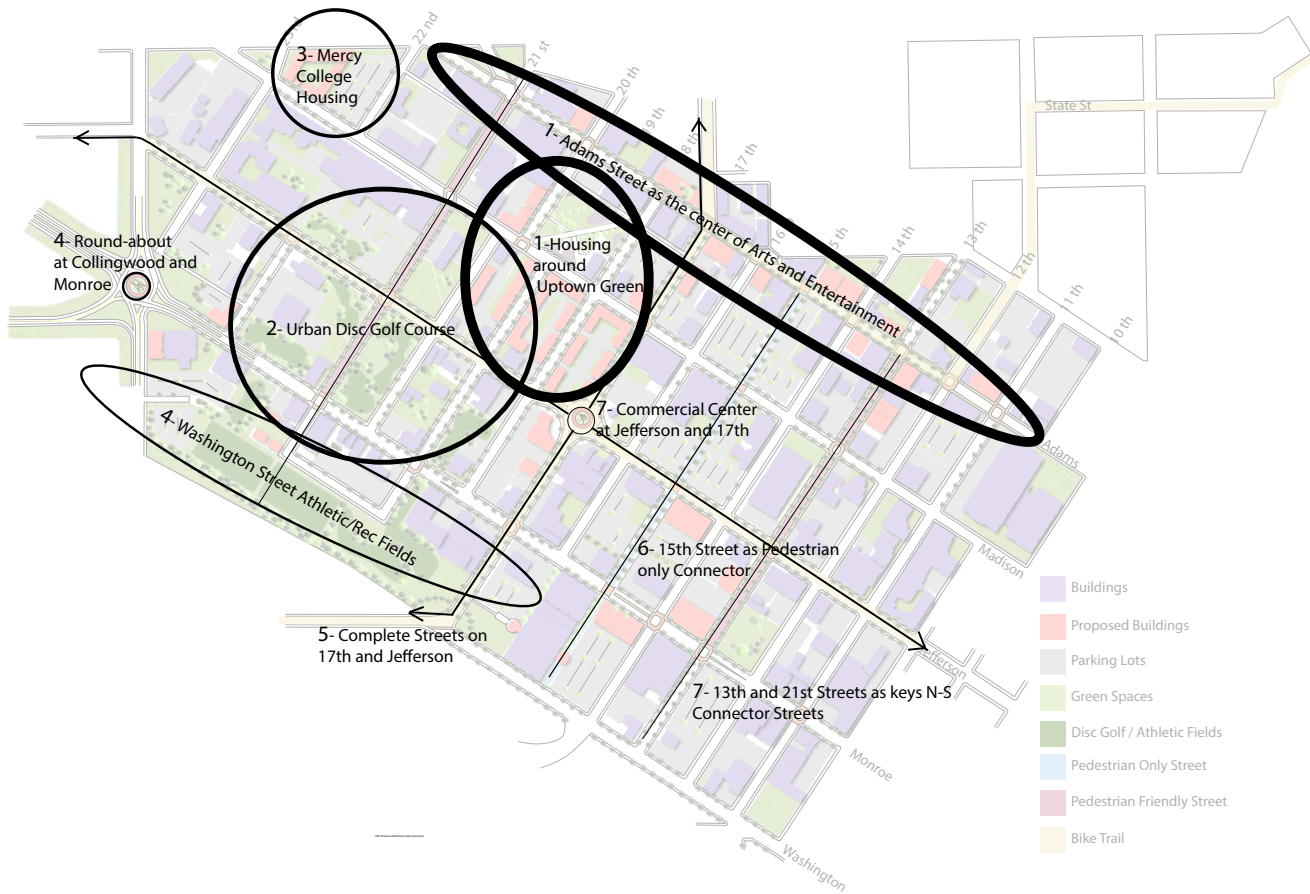 3- Mercy
College
Housing
22 nd
21 st
20 th
9 th
8 th
17 th
16
5 th
14 th
13 th
12 th
11 th
10 th
State St
1- Adams Street as the center of Arts and Entertainment
1-Housing
around
Uptown Green
4- Round-about
at Collingwood and
Monroe
2- Urban Disc Golf Course
4- Washington Street Athletic/Rec Fields
7- Commercial Center
at Jefferson and 17th
6- 15th Street as Pedestrian
only Connector
5- Complete Streets on
17th and Jefferson
7- 13th and 21st Streets as keys N-S
Connector Streets
Adams
Madison
Jefferson
Monroe
Washington
Buildings
Proposed Buildings
Parking Lots
Green Spaces
Disc Golf / Athletic Fields
Pedestrian Only Street
Pedestrian Friendly Street
Bike Trail